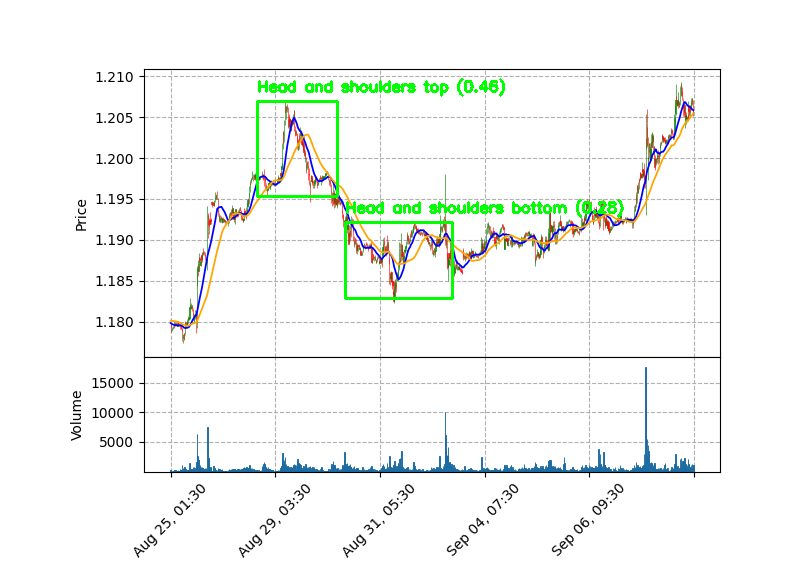 Head and shoulders top (0.46)
Head and shoulders bottom (0.28)
Price
1.210
1.205
1.200
1.195
1.190
1.185
1.180
Volume
15000
10000
5000
Aug 25, 01:30
Aug 29, 03:30
Aug 31, 05:30
Sep 04, 07:30
Sep 06, 09:30